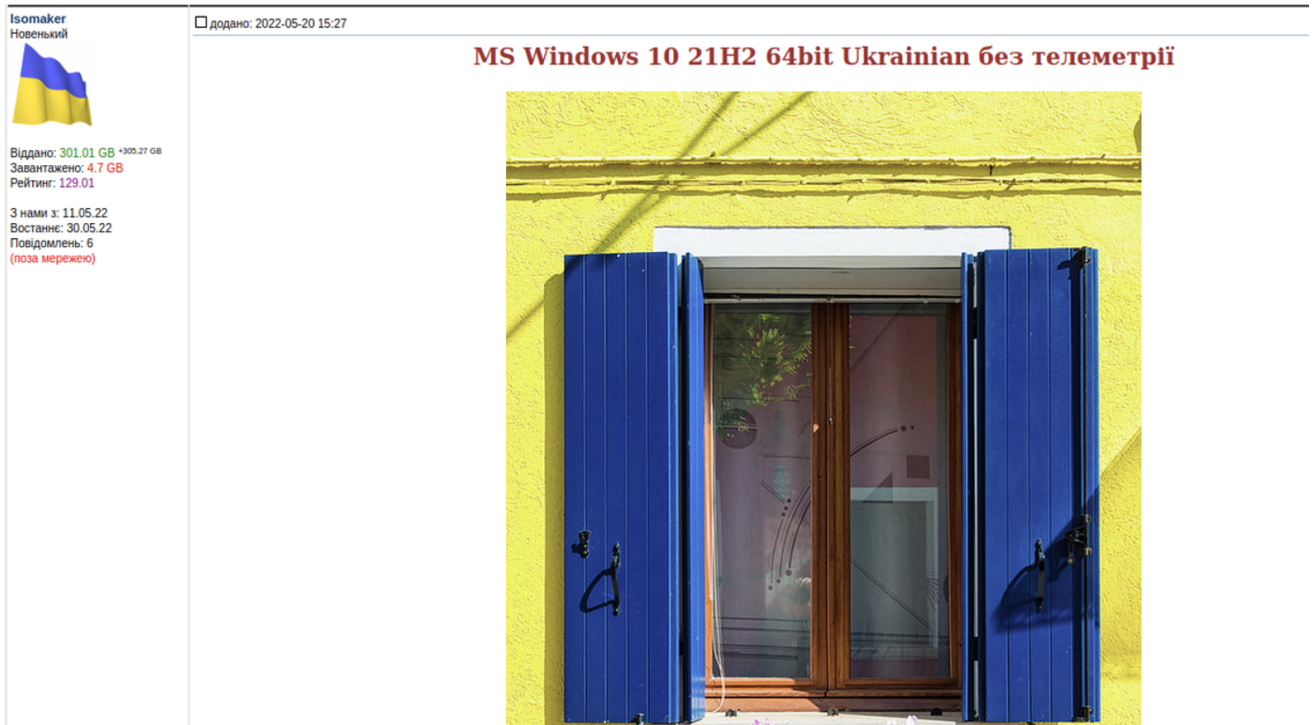 Isomaker
Новенький
Віддано: 301.01 GB +305.27 GB
Завантажено: 4.7 GB
Рейтинг: 129.01
З нами з: 11.05.22
Востаннє: 30.05.22
Повідомлень: 6
(поза мережею)
додано: 2022-05-20 15:27
MS Windows 10 21H2 64bit Ukrainian без телеметрії